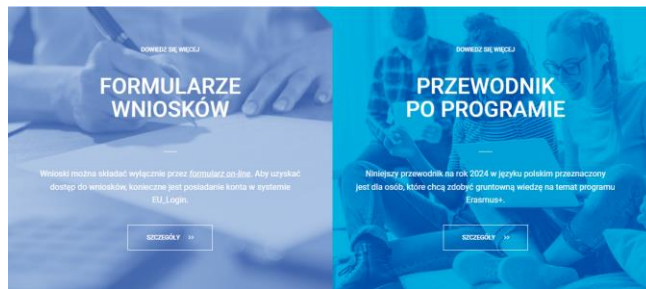 DOWIEDZ SIĘ WIĘCEJ
FORMULARZE
WNIOSKÓW
Wnioski można składać wyłącznie przez formularz on-line. Aby uzyskać
dostęp do wniosków, konieczne jest posiadanie konta w systemie
EU_Login.
SZCZEGÓŁY >>
DOWIEDZ SIĘ WIĘCEJ
PRZEWODNIK
PO PROGRAMIE
Niniejszy przewodnik na rok 2024 w języku polskim przeznaczony
jest dla osób, które chcą zdobyć gruntowną wiedzę na temat programu
Erasmus+.
SZCZEGÓŁY >>